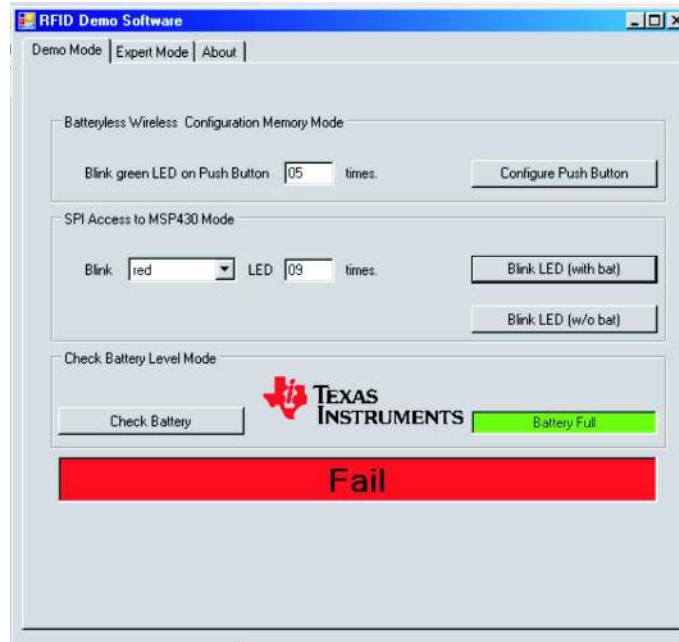 RFID Demo Software
Demo Mode Expert Mode About
Batteryless Wireless Configuration Memory Mode
Blink green LED on Push Button 05 times. Configure Push Button
SPI Access to MSP430 Mode
Blink red LED 09 times. Blink LED (with bat)
Blink LED (w/o bat)
Check Battery Level Mode
TEXAS
INSTRUMENTS
Check Battery Battery Full
Fail